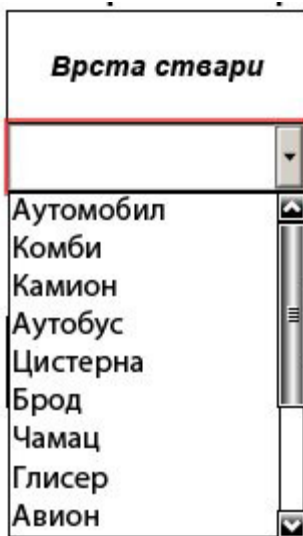 Врста ствари
Аутомобил
Комби
Камион
Аутобус
Цистерна
Брод
Чамац
Глисер
Авион